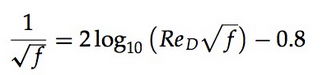 1/√f = 2 log₁₀ (Re_D √f) − 0.8